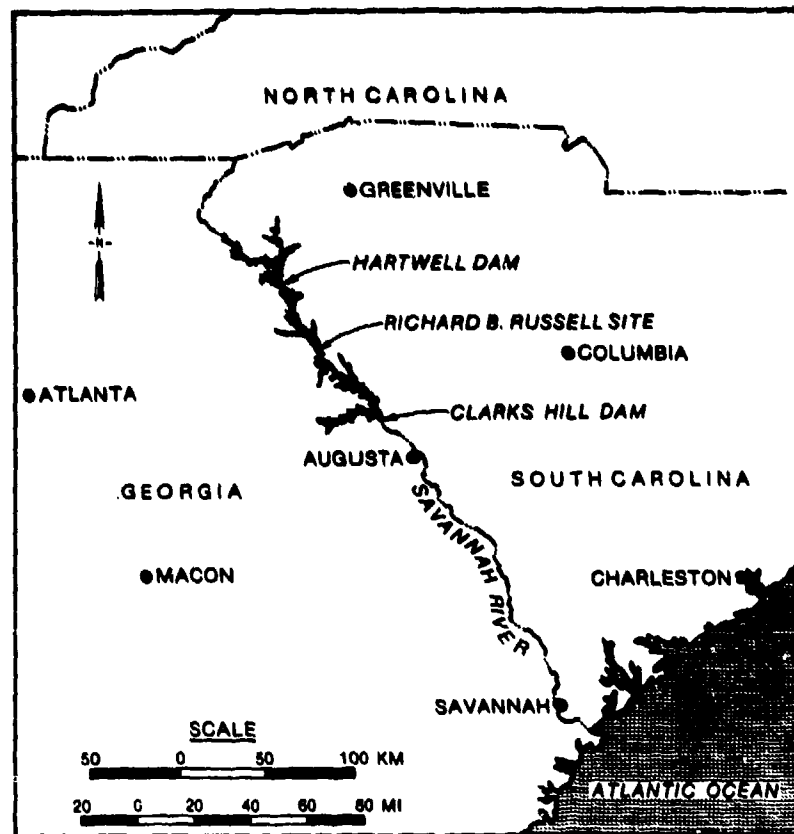 NORTH CAROLINA
GREENVILLE
-N-
HARTWELL DAM
RICHARD B. RUSSELL SITE
COLUMBIA
ATLANTA
CLARKS HILL DAM
AUGUSTA
GEORGIA
SOUTH CAROLINA
SAVANNAH RIVER
MACON
CHARLESTON
SAVANNAH
SCALE
50 0 50 100 KM
20 0 20 40 60 80 MI
ATLANTIC OCEAN